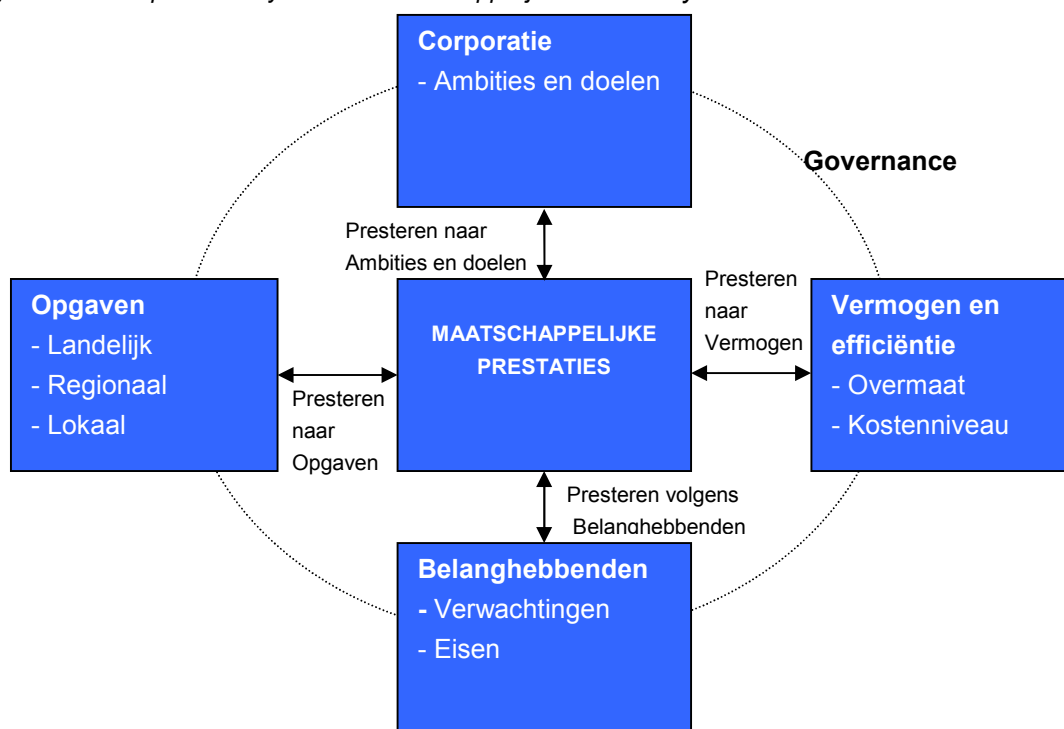 Corporatie
- Ambities en doelen
Governance
Presteren naar
Ambities en doelen
Opgaven
- Landelijk
- Regionaal
- Lokaal
Presteren
naar
Opgaven
MAATSCHAPPELIJKE
PRESTATIES
Presteren
naar
Vermogen
Vermogen en
efficiëntie
- Overmaat
- Kostenniveau
Presteren volgens
Belanghebbenden
Belanghebbenden
- Verwachtingen
- Eisen